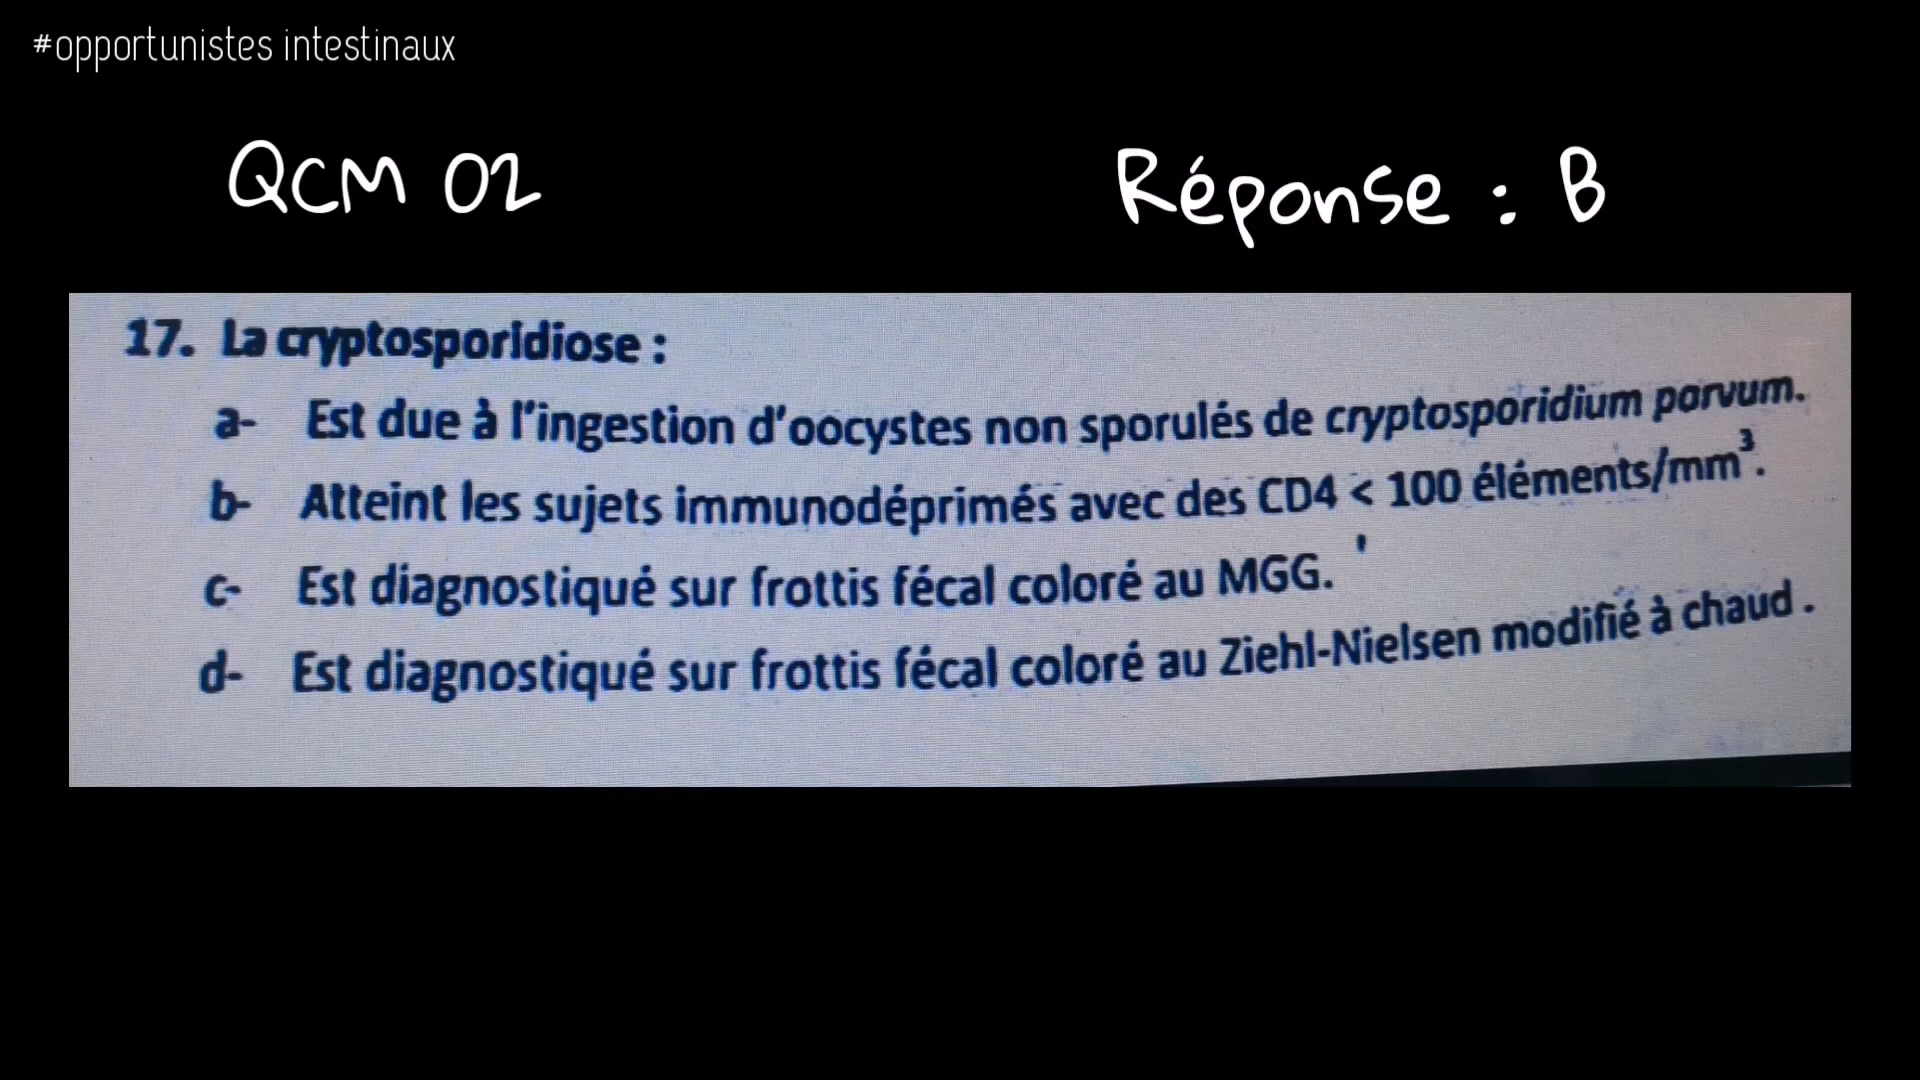 #opportunistes intestinaux
QCM 02
Réponse : B
17. La cryptosporidiose :
a- Est due à l'ingestion d'oocystes non sporulés de cryptosporidium parvum.
b- Atteint les sujets immunodéprimés avec des CD4 < 100 éléments/mm³.
c- Est diagnostiqué sur frottis fécal coloré au MGG.
d- Est diagnostiqué sur frottis fécal coloré au Ziehl-Nielsen modifié à chaud .